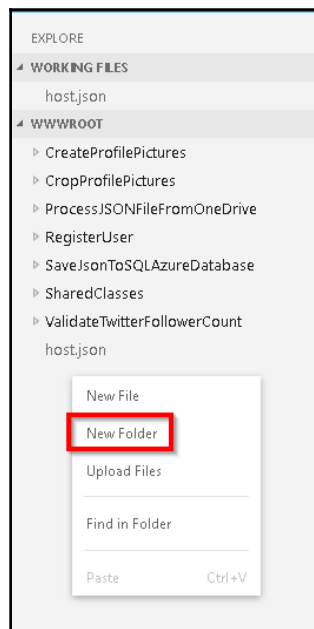 EXPLORE
WORKING FILES
host.json
WWWROOT
CreateProfilePictures
CropProfilePictures
ProcessJSONFileFromOneDrive
RegisterUser
SaveJsonToSQLAzureDatabase
SharedClasses
ValidateTwitterFollowerCount
host.json
New File
New Folder
Upload Files
Find in Folder
Paste Ctrl+V